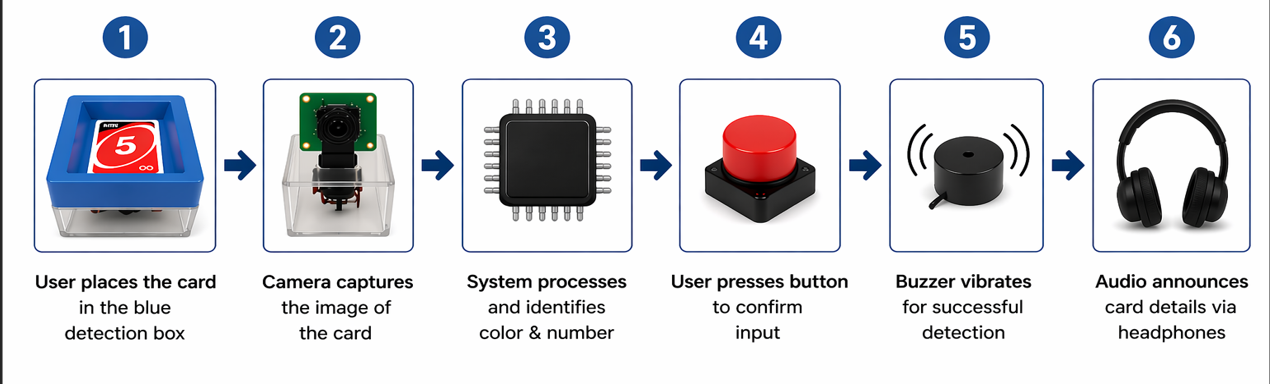 1
2
3
4
5
6
5
User places the card
in the blue
detection box
Camera captures
the image of
the card
System processes
and identifies
color & number
User presses button
to confirm
input
Buzzer vibrates
for successful
detection
Audio announces
card details via
headphones